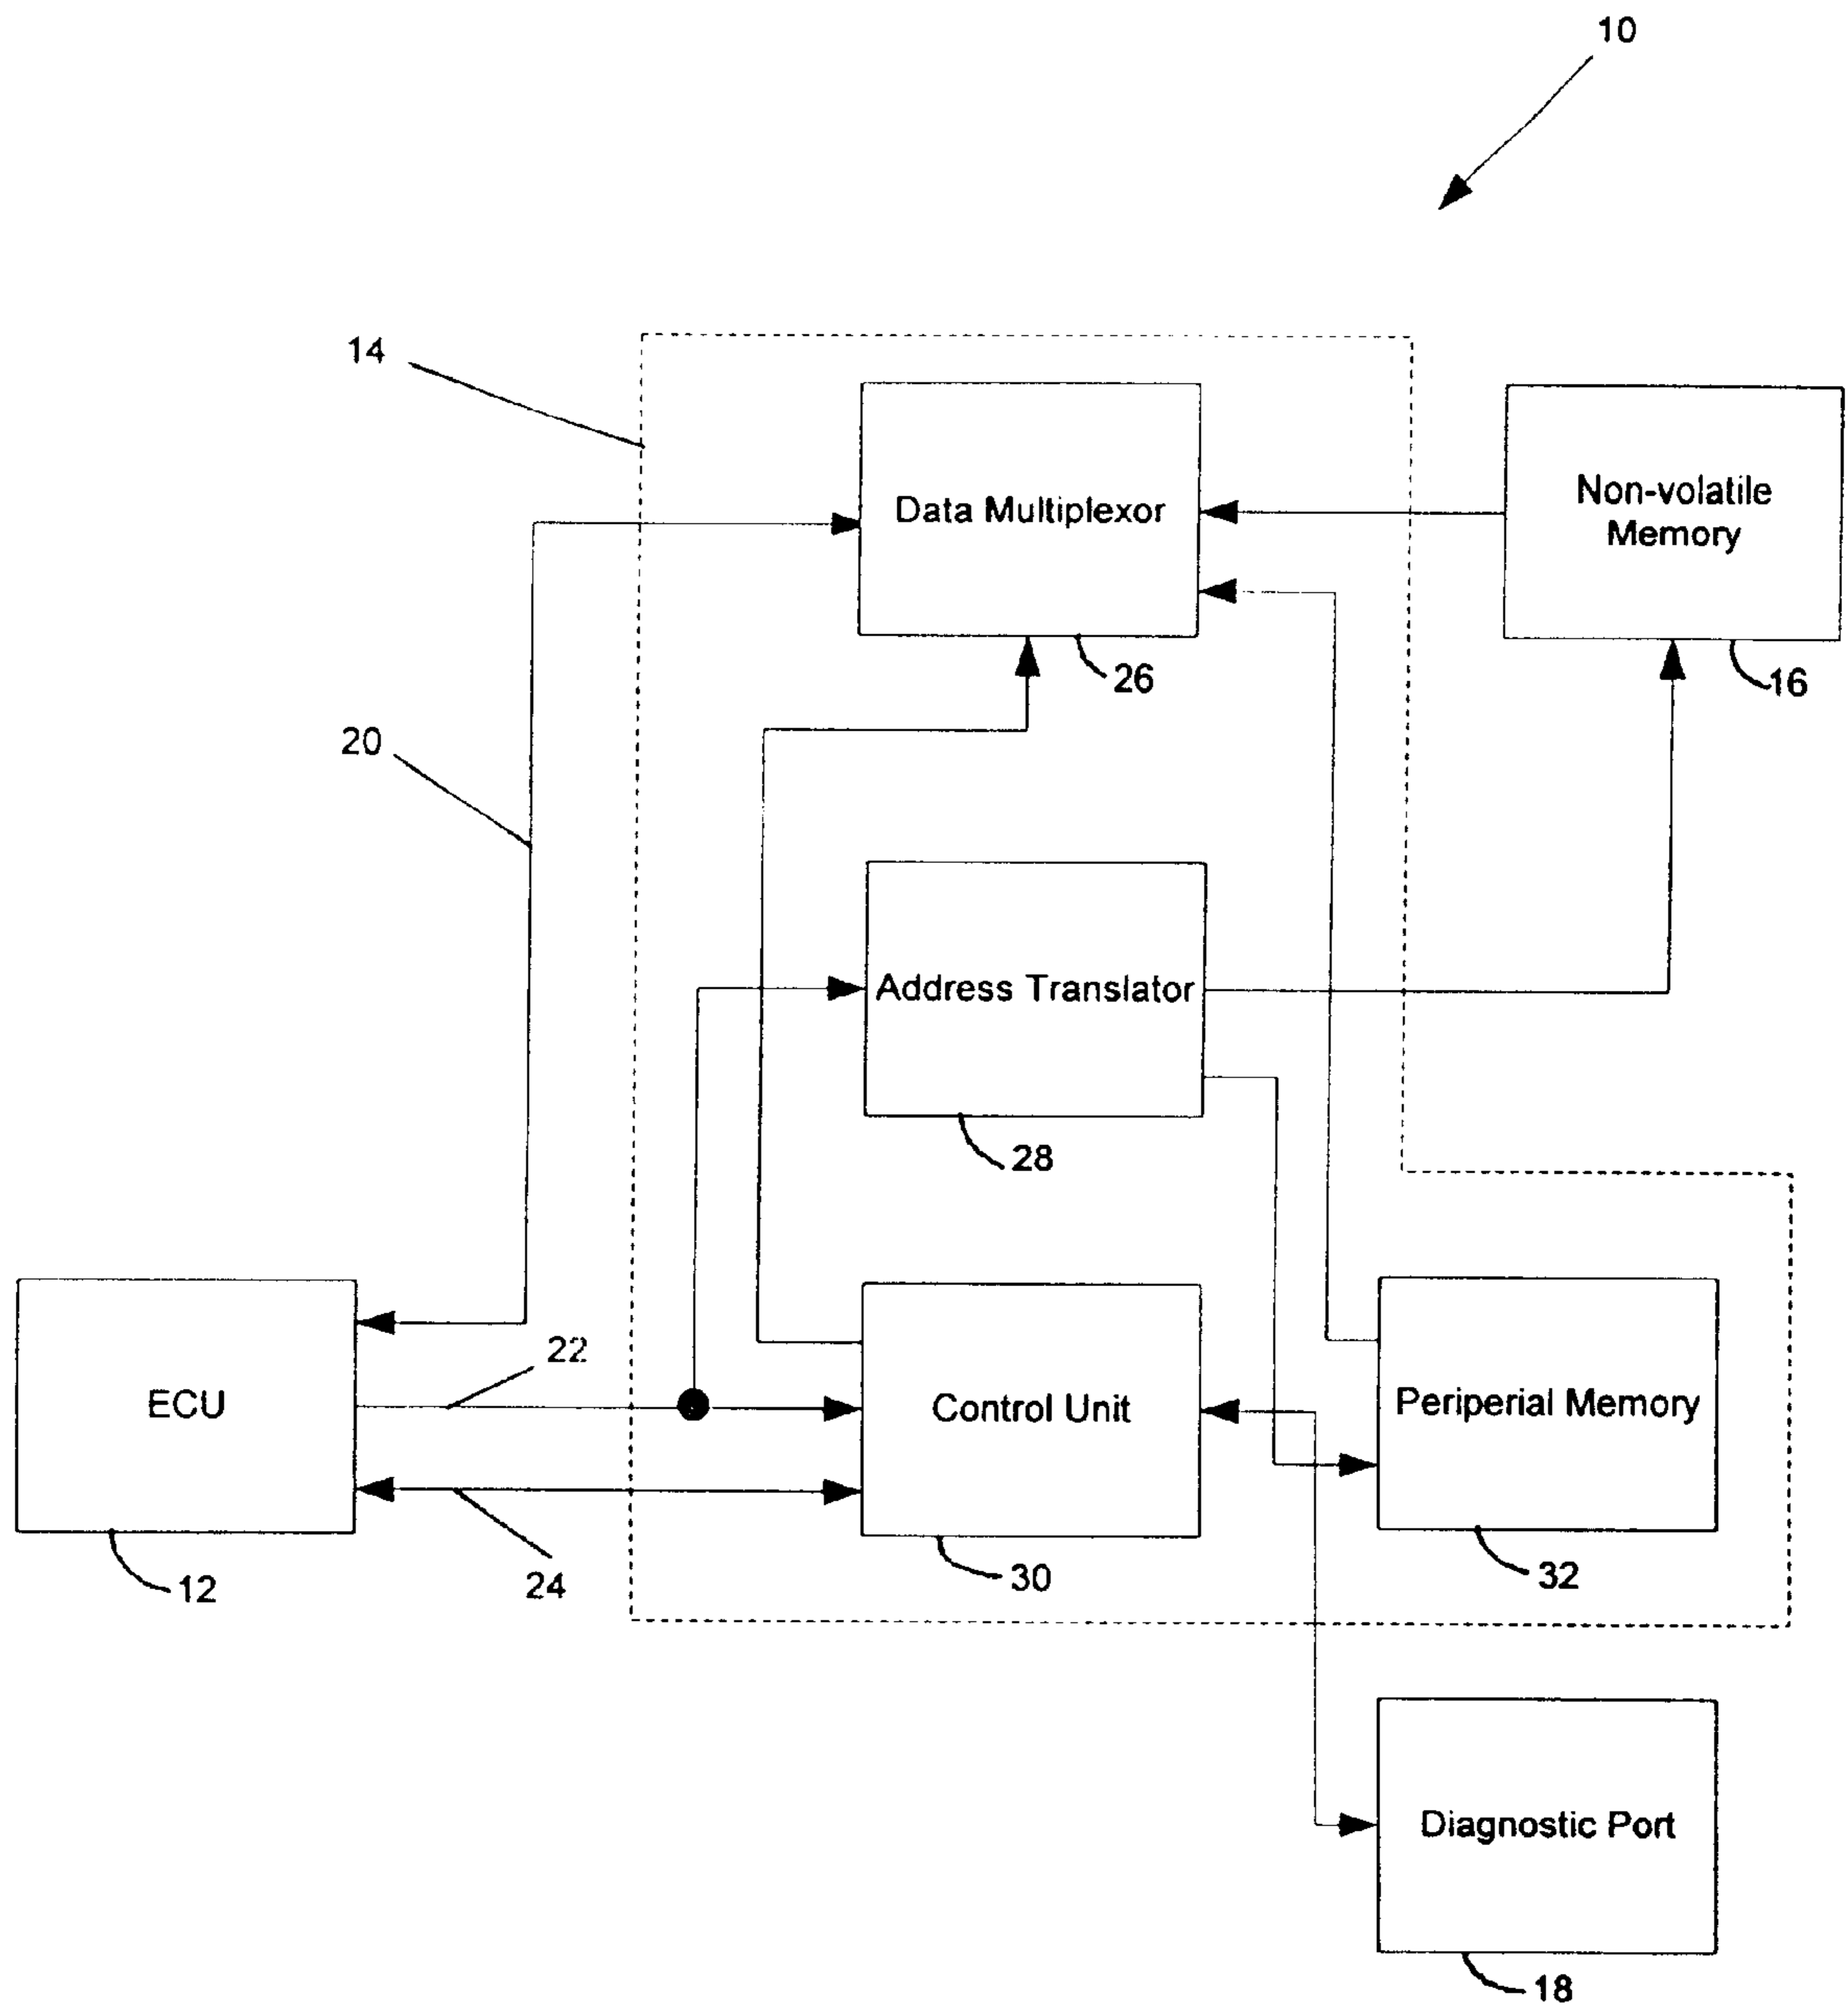 10
14
Data Multiplexor
Non-volatile
Memory
26
16
20
Address Translator
28
22
ECU
Control Unit
Periperial Memory
12
24
30
32
Diagnostic Port
18